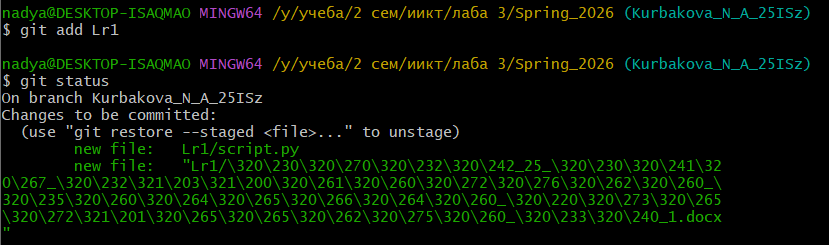 nadya@DESKTOP-ISAQMAO MINGW64 /y/учеба/2 сем/иикт/лаба 3/Spring_2026 (Kurbakova_N_A_25ISz)
$ git add Lr1
nadya@DESKTOP-ISAQMAO MINGW64 /y/учеба/2 сем/иикт/лаба 3/Spring_2026 (Kurbakova_N_A_25ISz)
$ git status
On branch Kurbakova_N_A_25ISz
Changes to be committed:
  (use "git restore --staged <file>..." to unstage)
        new file:   Lr1/script.py
        new file:   "Lr1/\320\230\320\270\320\232\320\242_25_\320\230\320\241\32
0\267_\320\232\321\203\321\200\320\261\320\260\320\272\320\276\320\262\320\260_\
320\235\320\260\320\264\320\265\320\266\320\264\320\260_\320\220\320\273\320\265
\320\272\321\201\320\265\320\265\320\262\320\275\320\260_\320\233\320\240_1.docx
"